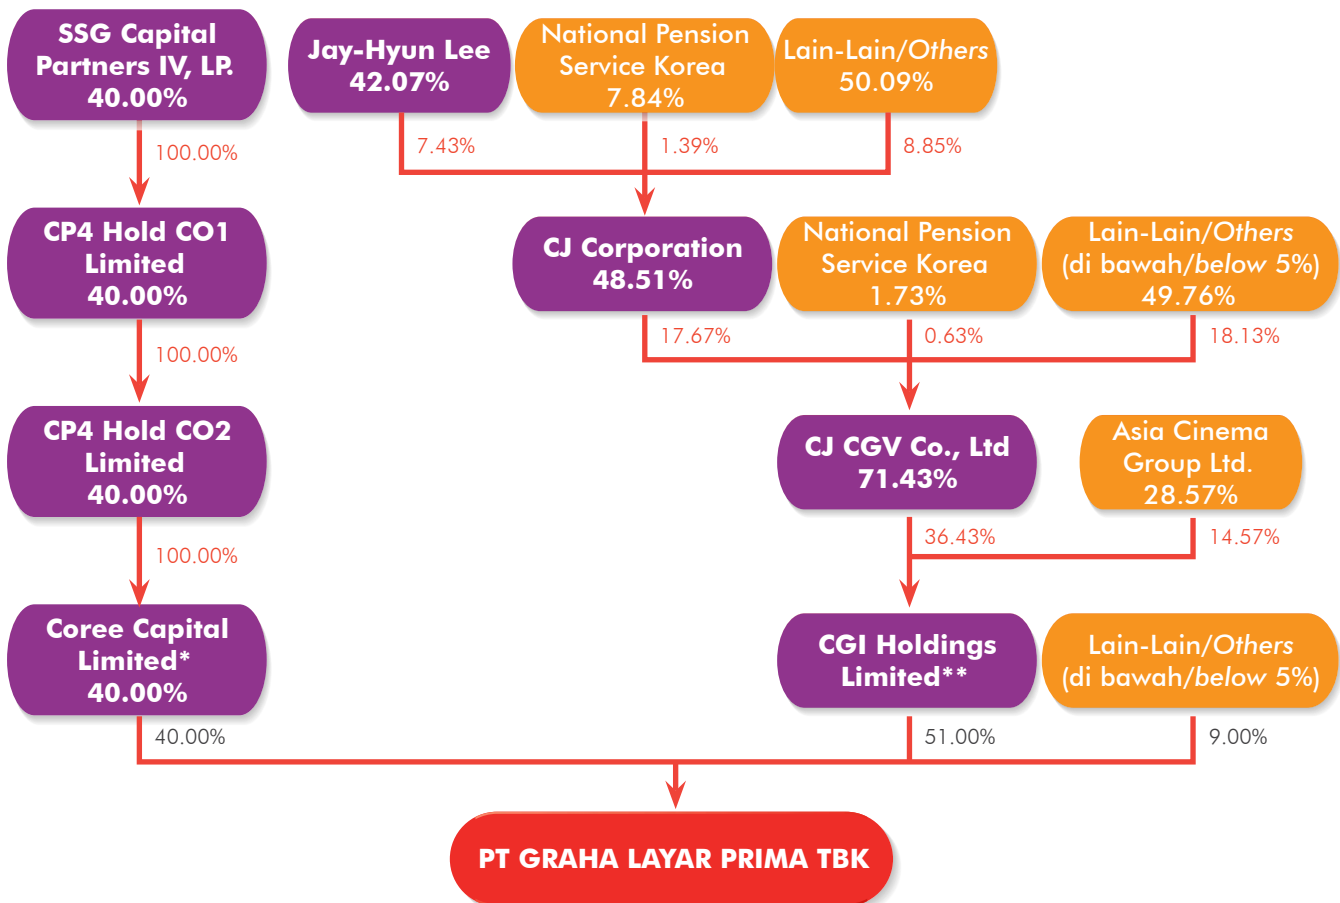 SSG Capital
Partners IV, LP.
40.00%
Jay-Hyun Lee
42.07%
National Pension
Service Korea
7.84%
Lain-Lain/Others
50.09%
100.00%
7.43%
1.39%
8.85%
CP4 Hold CO1
Limited
40.00%
CJ Corporation
48.51%
National Pension
Service Korea
1.73%
Lain-Lain/Others
(di bawah/below 5%)
49.76%
100.00%
17.67%
0.63%
18.13%
CP4 Hold CO2
Limited
40.00%
CJ CGV Co., Ltd
71.43%
Asia Cinema
Group Ltd.
28.57%
100.00%
36.43%
14.57%
Coree Capital
Limited*
40.00%
CGI Holdings
Limited**
Lain-Lain/Others
(di bawah/below 5%)
40.00%
51.00%
9.00%
PT GRAHA LAYAR PRIMA TBK